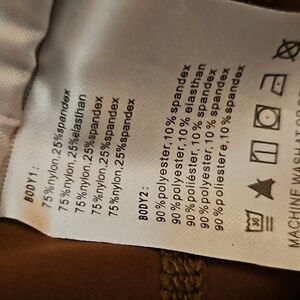 BODY1:
75%nylon,25%spandex
75%nylon,25%elasthan
75%nylon,25%spandex
75%nylon,25%spandex
75%nylon,25%spandex
BODY2:
90%polyester,10%spandex
90%polyester,10%elasthan
90%poliéster,10%spandex
90%polyester,10%spandex
90%poliestere,10%spandex
30
MACHINE WASH